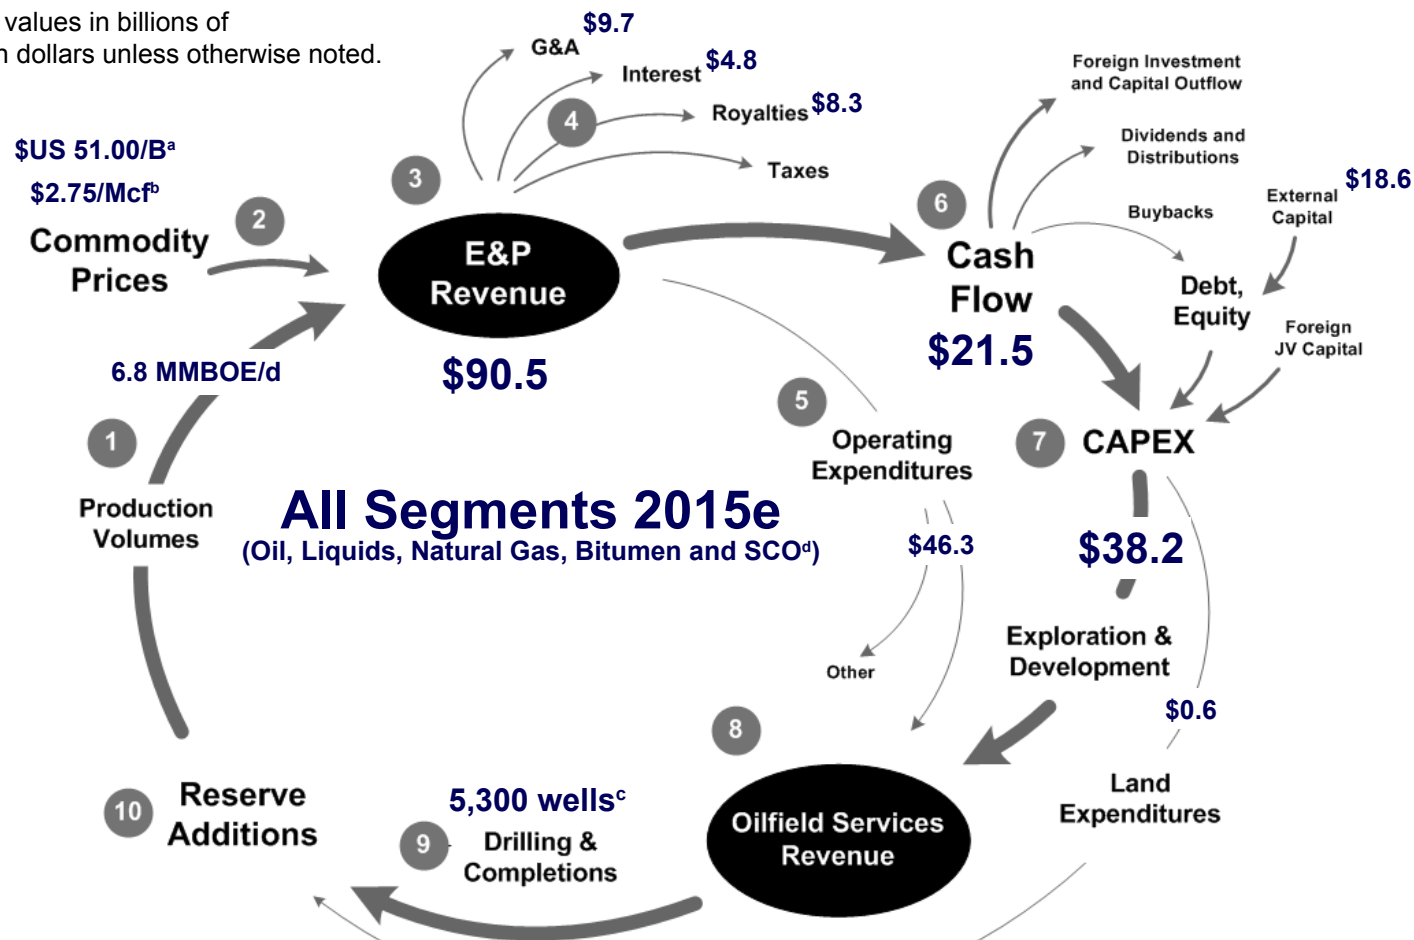 values in billions of
dollars unless otherwise noted.
$9.7
G&A
Interest $4.8
4
Royalties $8.3
Taxes
Foreign Investment
and Capital Outflow
Dividends and
Distributions
Buybacks
External
Capital
$18.6
$US 51.00/Bᵃ
$2.75/Mcfᵇ
2
Commodity
Prices
3
E&P
Revenue
$90.5
6
Cash
Flow
$21.5
Debt,
Equity
Foreign
JV Capital
6.8 MMBOE/d
1
Production
Volumes
5
Operating
Expenditures
7
CAPEX
All Segments 2015e
(Oil, Liquids, Natural Gas, Bitumen and SCOᵈ)
$46.3
$38.2
Other
Exploration &
Development
$0.6
Land
Expenditures
8
Oilfield Services
Revenue
5,300 wellsᶜ
9
Drilling &
Completions
10
Reserve
Additions